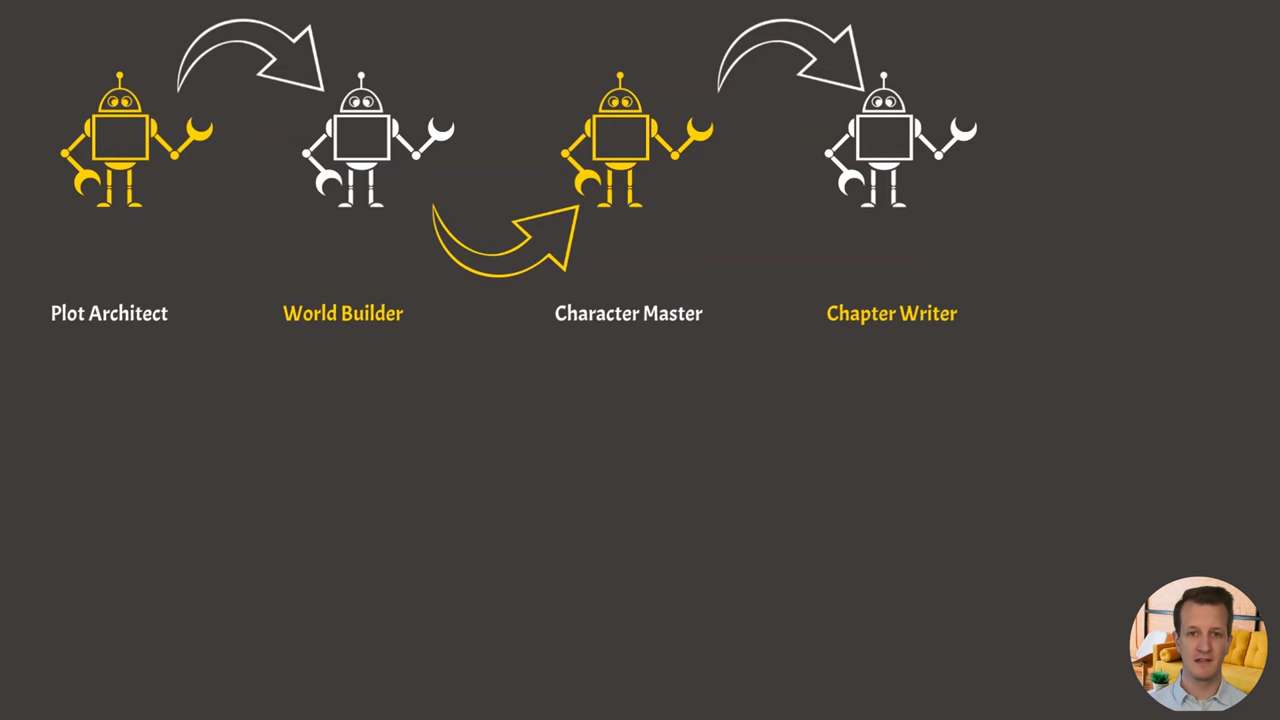 Plot Architect
World Builder
Character Master
Chapter Writer